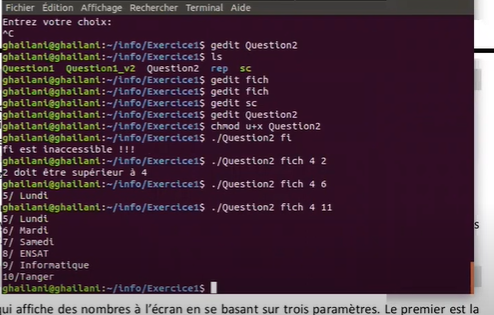 Fichier Édition Affichage Rechercher Terminal Aide
Entrez votre choix:
^C
ghailani@ghailani:~/info/Exercice1$ gedit Question2
ghailani@ghailani:~/info/Exercice1$ ls
Question1 Question1_v2 Question2 rep sc
ghailani@ghailani:~/info/Exercice1$ gedit fich
ghailani@ghailani:~/info/Exercice1$ gedit fich
ghailani@ghailani:~/info/Exercice1$ gedit sc
ghailani@ghailani:~/info/Exercice1$ gedit Question2
ghailani@ghailani:~/info/Exercice1$ chmod u+x Question2
ghailani@ghailani:~/info/Exercice1$ ./Question2 fi
fi est inaccessible !!!
ghailani@ghailani:~/info/Exercice1$ ./Question2 fich 4 2
2 doit être supérieur à 4
ghailani@ghailani:~/info/Exercice1$ ./Question2 fich 4 6
5/ Lundi
ghailani@ghailani:~/info/Exercice1$ ./Question2 fich 4 11
5/ Lundi
6/ Mardi
7/ Samedi
8/ ENSAT
9/ Informatique
10/Tanger
ghailani@ghailani:~/info/Exercice1$
s
qui affiche des nombres à l'écran en se basant sur trois paramètres. Le premier est la